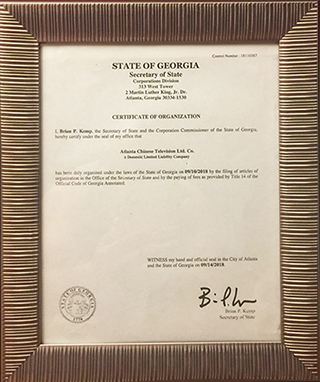 Control Number : 18110367
STATE OF GEORGIA
Secretary of State
Corporations Division
313 West Tower
2 Martin Luther King, Jr. Dr.
Atlanta, Georgia 30334-1530
CERTIFICATE OF ORGANIZATION
I, Brian P. Kemp, the Secretary of State and the Corporation Commissioner of the State of Georgia,
hereby certify under the seal of my office that
Atlanta Chinese Television Ltd. Co.
a Domestic Limited Liability Company
has been duly organized under the laws of the State of Georgia on 09/10/2018 by the filing of articles of
organization in the Office of the Secretary of State and by the paying of fees as provided by Title 14 of the
Official Code of Georgia Annotated.
WITNESS my hand and official seal in the City of Atlanta
and the State of Georgia on 09/14/2018.
Brian P. Kemp
Secretary of State